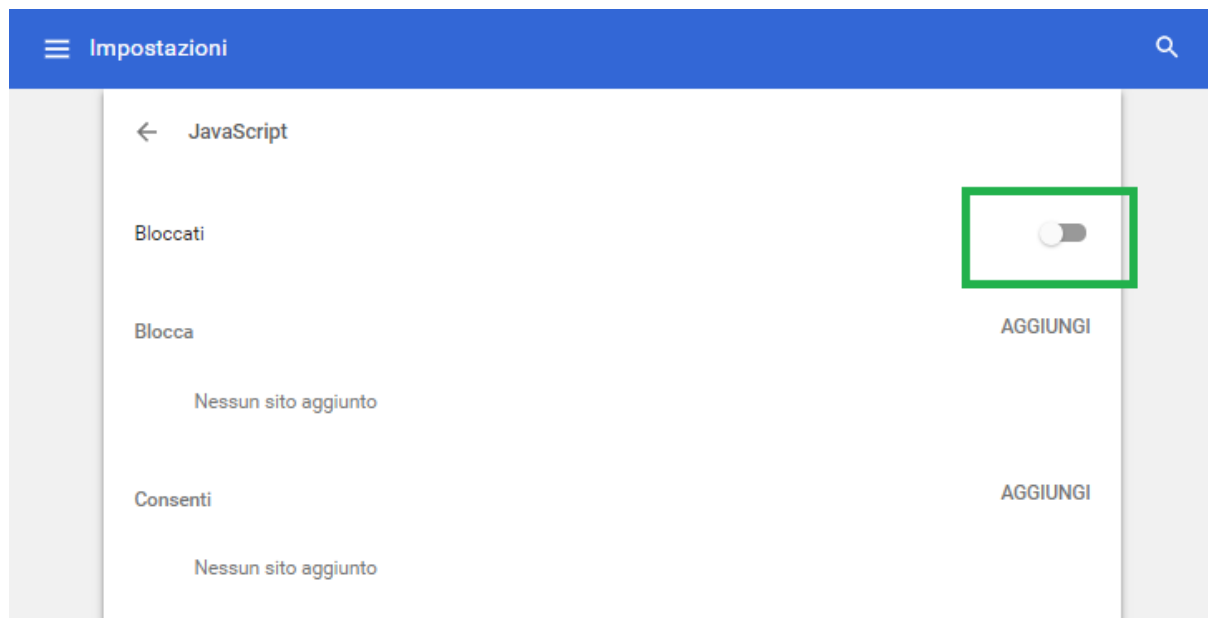 Impostazioni
JavaScript
Bloccati
Blocca AGGIUNGI
Nessun sito aggiunto
Consenti AGGIUNGI
Nessun sito aggiunto